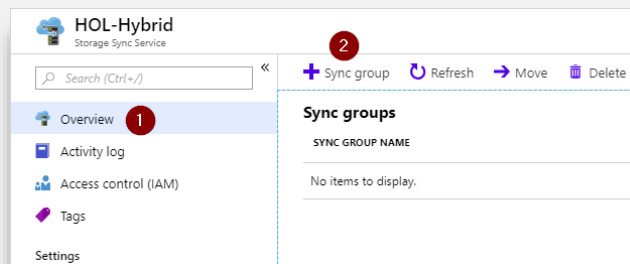 HOL-Hybrid
Storage Sync Service
Search (Ctrl+/)
«
Overview 1
Activity log
Access control (IAM)
Tags
Settings
2
Sync group Refresh Move Delete
Sync groups
SYNC GROUP NAME
No items to display.